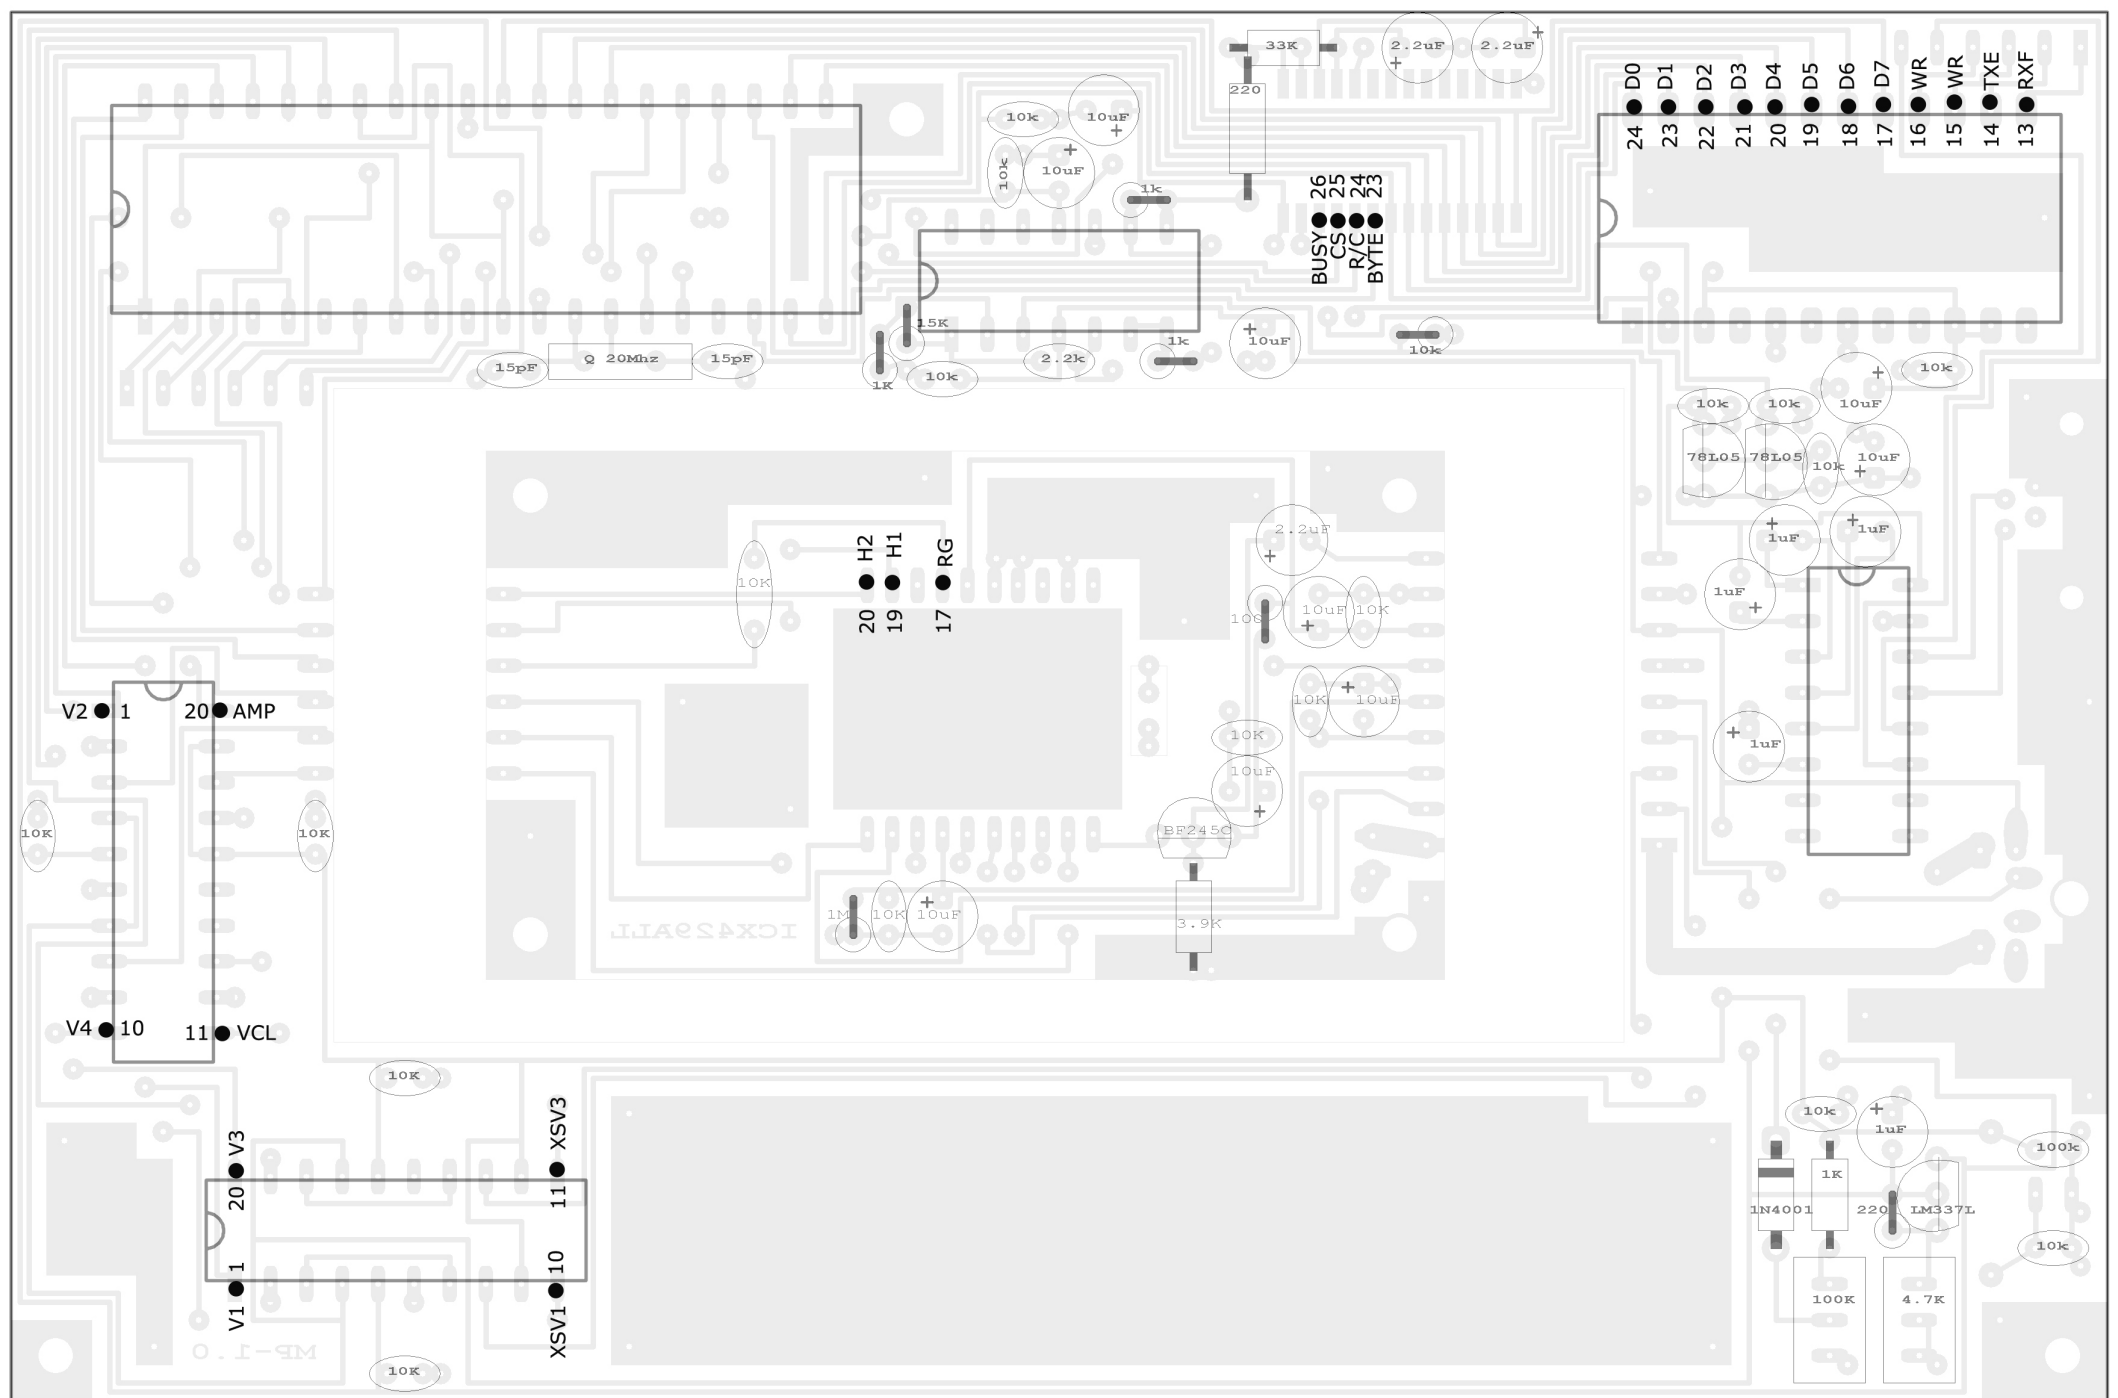 33K
2.2uF
2.2uF
D0
D1
D2
D3
D4
D5
D6
D7
WR
WR
TXE
RXF
220
10k
10uF
24
23
22
21
20
19
18
17
16
15
14
13
10k
10uF
1k
26
25
24
23
BUSY
CS
R/C
BYTE
15K
10uF
1k
10k
15pF
Q 20Mhz
15pF
1K
10k
2.2k
10k
10k
10k
10uF
78L05
78L05
10k
10uF
2.2uF
1uF
1uF
H2
H1
RG
10K
20
19
17
100
10uF
10K
1uF
V2
1
20
AMP
10K
10uF
10K
1uF
10uF
10K
10K
BF245C
1M
10K
10uF
3.9K
ICX429ALL
V4
10
11
VCL
10K
V3
XSV3
10k
1uF
100k
20
11
1K
1N4001
220
LM337L
10k
1
10
V1
XSV1
100K
4.7K
MP-1.0
10K